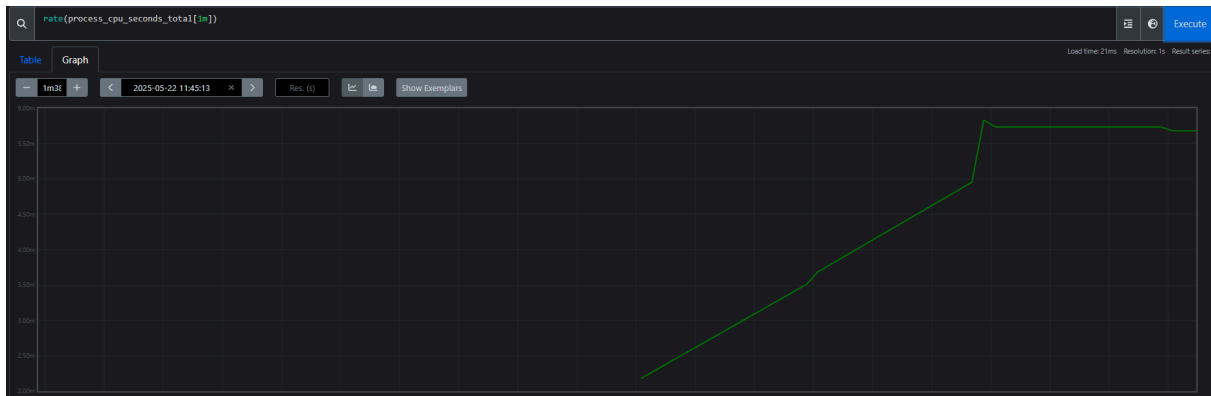 rate(process_cpu_seconds_total[1m])
Execute
Load time: 21ms Resolution: 1s Result series:
Table Graph
− 1m38 + < 2025-05-22 11:45:13 × > Res. (s) Show Exemplars
6.00m
5.50m
5.00m
4.50m
4.00m
3.50m
3.00m
2.50m
2.00m